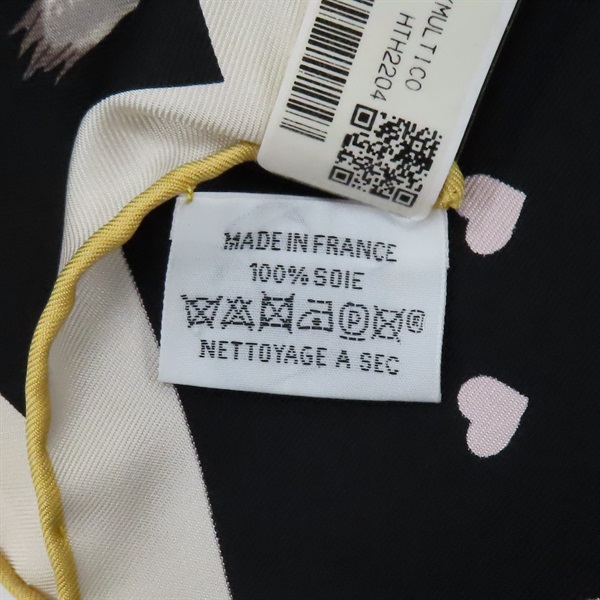 /MULTICO
HTH2204
MADE IN FRANCE
100% SOIE
NETTOYAGE A SEC